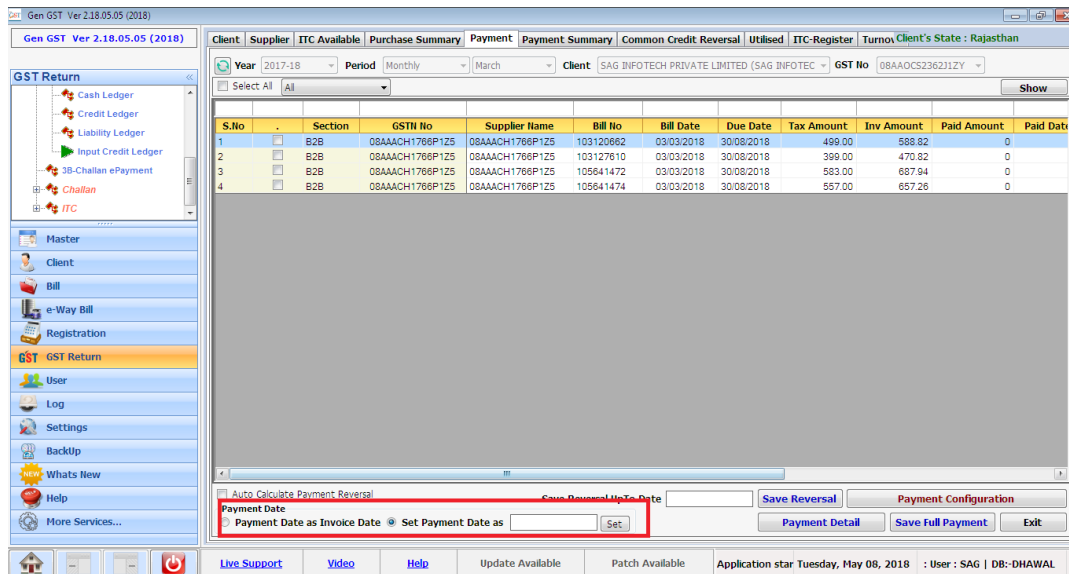 Gen GST Ver 2.18.05.05 (2018)
Gen GST Ver 2.18.05.05 (2018)
Client Supplier ITC Available Purchase Summary Payment Payment Summary Common Credit Reversal Utilised ITC-Register Turnov Client's State : Rajasthan
Year 2017-18 Period Monthly March Client SAG INFOTECH PRIVATE LIMITED (SAG INFOTEC GST No 08AAOCS2362J1ZY
Select All All Show
GST Return
Cash Ledger
Credit Ledger
Liability Ledger
Input Credit Ledger
3B-Challan ePayment
Challan
ITC
Master
Client
Bill
e-Way Bill
Registration
GST GST Return
User
Log
Settings
BackUp
NEW Whats New
Help
More Services...
S.No . Section GSTN No Supplier Name Bill No Bill Date Due Date Tax Amount Inv Amount Paid Amount Paid Date
1 B2B 08AAACH1766P1Z5 08AAACH1766P1Z5 103120662 03/03/2018 30/08/2018 499.00 588.82 0
2 B2B 08AAACH1766P1Z5 08AAACH1766P1Z5 103127610 03/03/2018 30/08/2018 399.00 470.82 0
3 B2B 08AAACH1766P1Z5 08AAACH1766P1Z5 105641472 03/03/2018 30/08/2018 583.00 687.94 0
4 B2B 08AAACH1766P1Z5 08AAACH1766P1Z5 105641474 03/03/2018 30/08/2018 557.00 657.26 0
Auto Calculate Payment Reversal Save Reversal UpTo Date Save Reversal Payment Configuration
Payment Date
Payment Date as Invoice Date Set Payment Date as Set Payment Detail Save Full Payment Exit
Live Support Video Help Update Available Patch Available Application star Tuesday, May 08, 2018 : User : SAG | DB:-DHAWAL